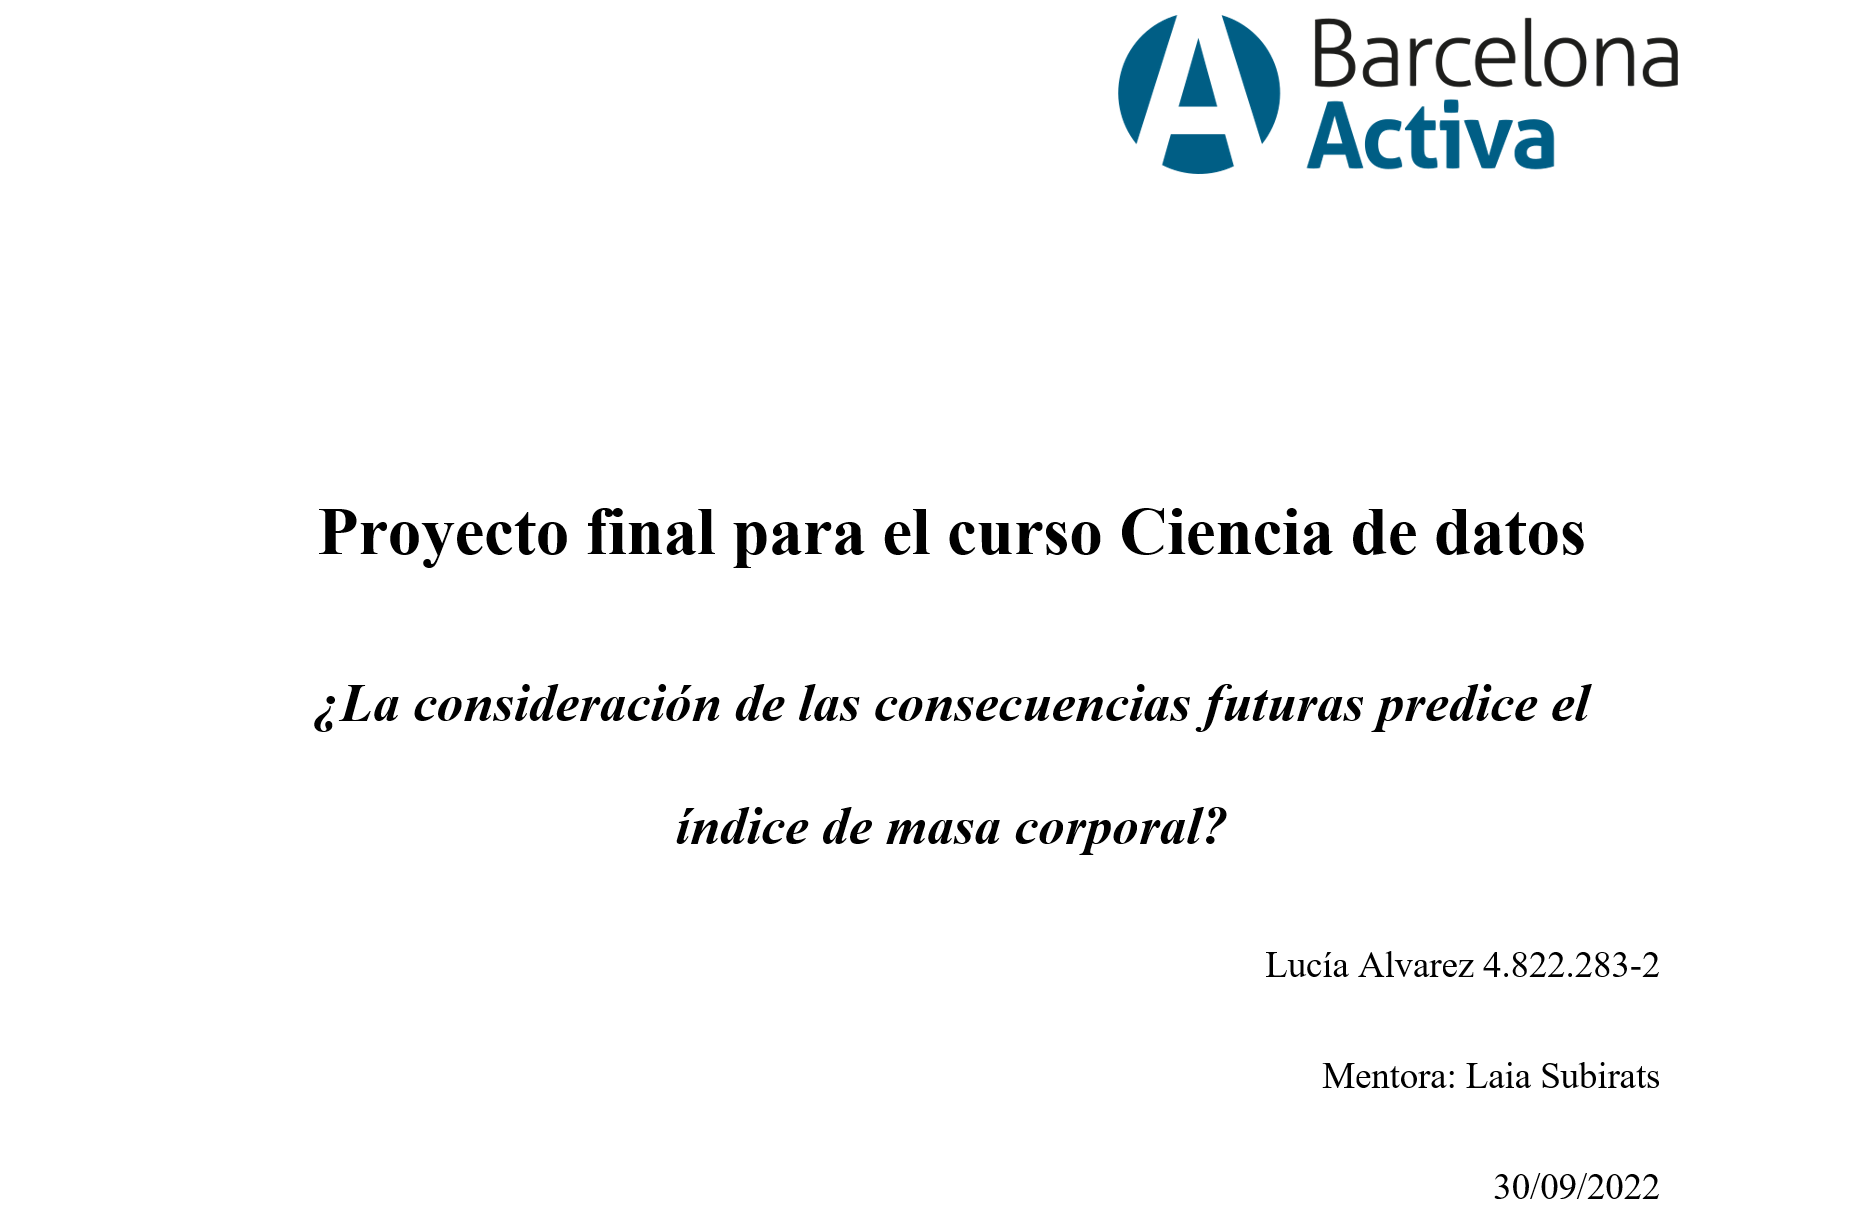 Barcelona
Activa
Proyecto final para el curso Ciencia de datos
¿La consideración de las consecuencias futuras predice el
índice de masa corporal?
Lucía Alvarez 4.822.283-2
Mentora: Laia Subirats
30/09/2022